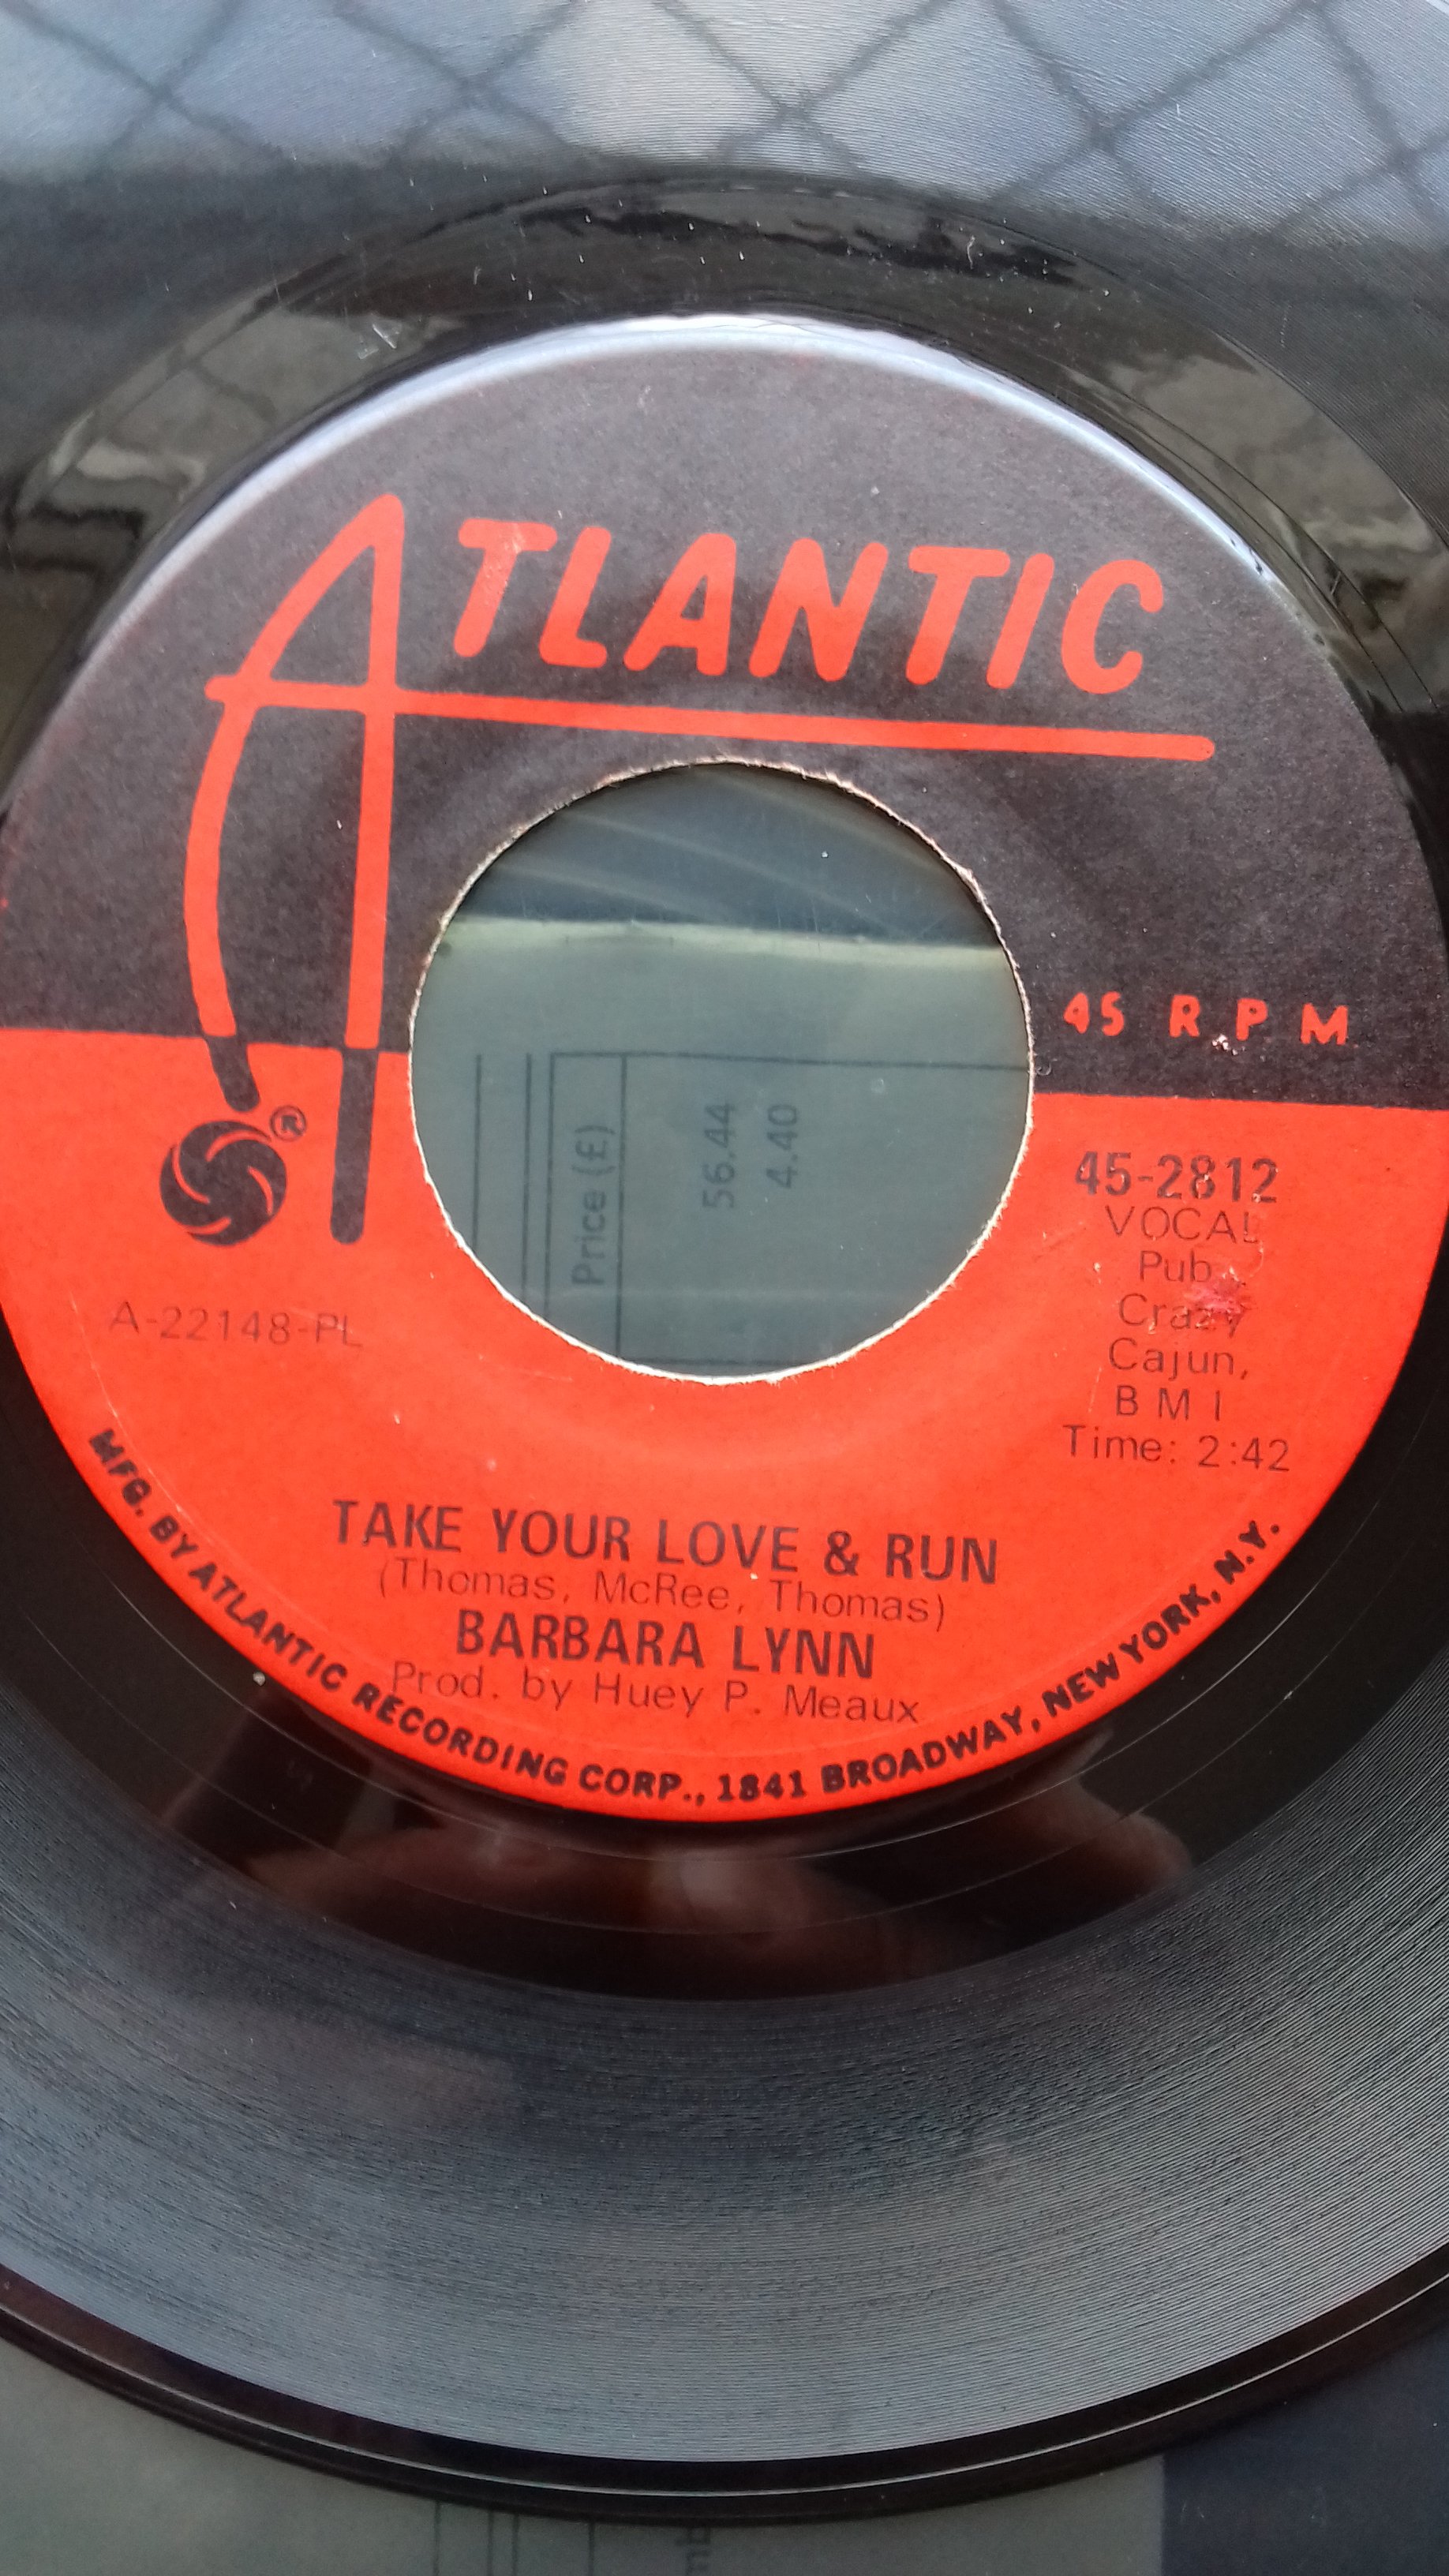 ATLANTIC
45 RPM
®
45-2812
VOCAL
Pub.
Crazy
Cajun,
BMI
Time: 2:42
A-22148-PL
TAKE YOUR LOVE & RUN
(Thomas, McRee, Thomas)
BARBARA LYNN
Prod. by Huey P. Meaux
MFG. BY ATLANTIC RECORDING CORP., 1841 BROADWAY, NEW YORK, N.Y.
Price (£)
56.44
4.40